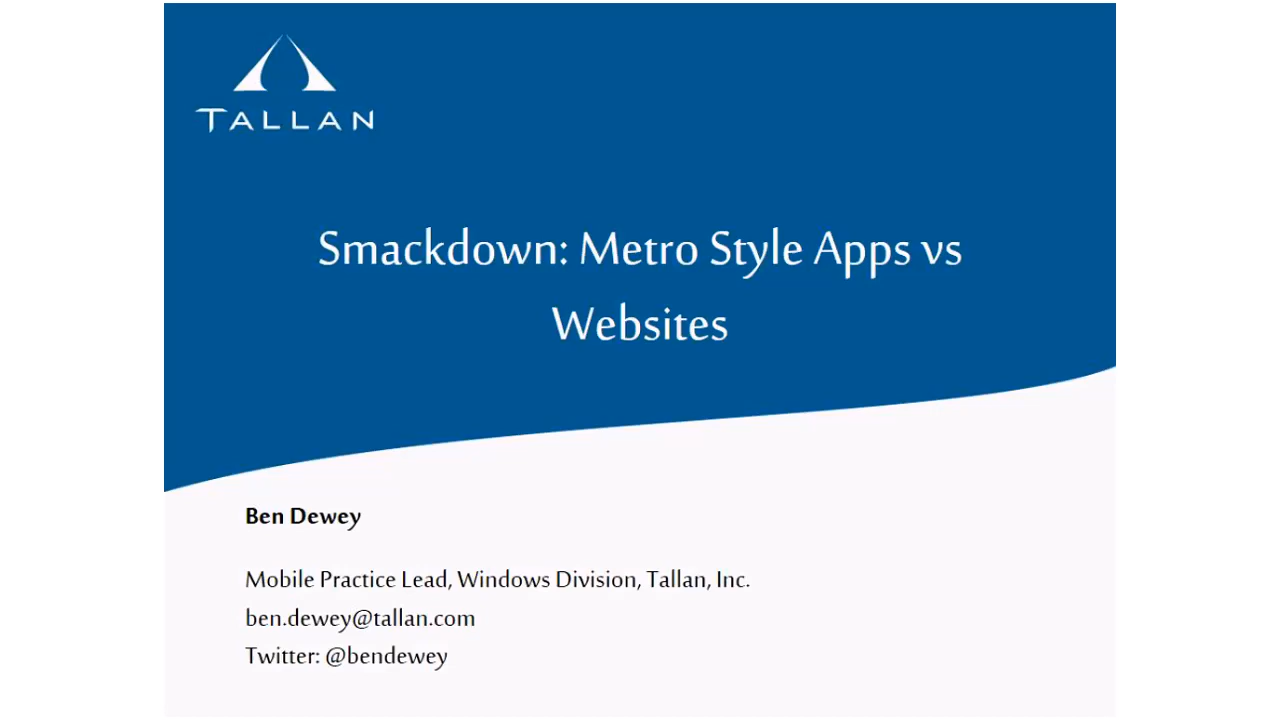 TALLAN
Smackdown: Metro Style Apps vs
Websites
Ben Dewey
Mobile Practice Lead, Windows Division, Tallan, Inc.
ben.dewey@tallan.com
Twitter: @bendewey